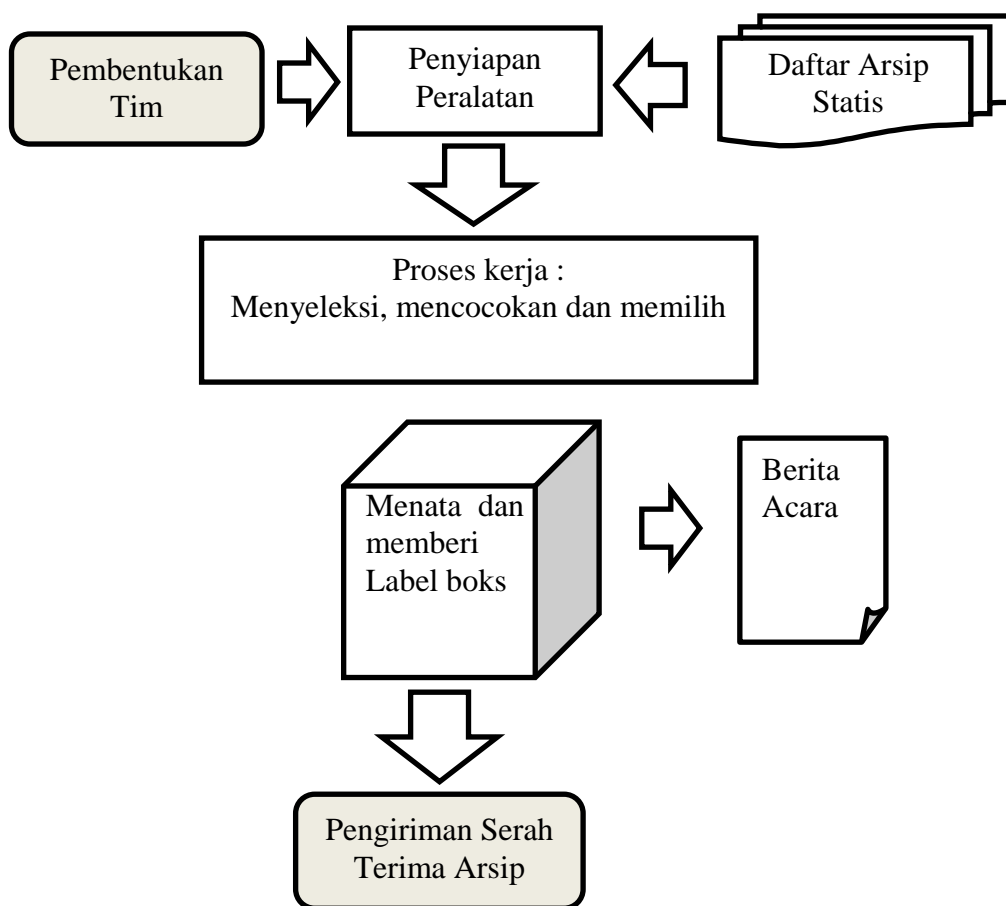 Pembentukan
Tim
Penyiapan
Peralatan
Daftar Arsip
Statis
Proses kerja :
Menyeleksi, mencocokan dan memilih
Menata dan
memberi
Label boks
Berita
Acara
Pengiriman Serah
Terima Arsip